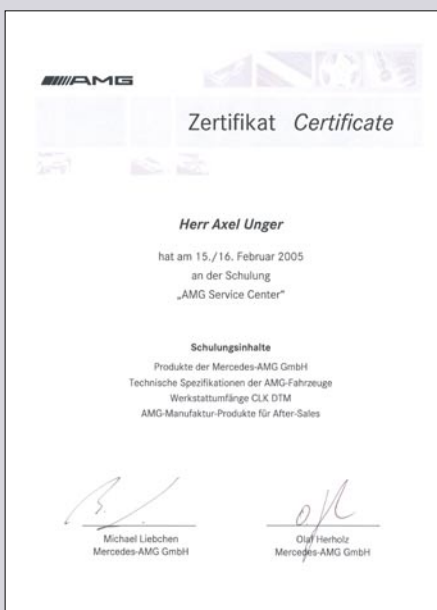 AMG
Zertifikat Certificate
Herr Axel Unger
hat am 15./16. Februar 2005
an der Schulung
„AMG Service Center"
Schulungsinhalte
Produkte der Mercedes-AMG GmbH
Technische Spezifikationen der AMG-Fahrzeuge
Werkstattumfänge CLK DTM
AMG-Manufaktur-Produkte für After-Sales
Michael Liebchen
Mercedes-AMG GmbH
Olaf Herholz
Mercedes-AMG GmbH